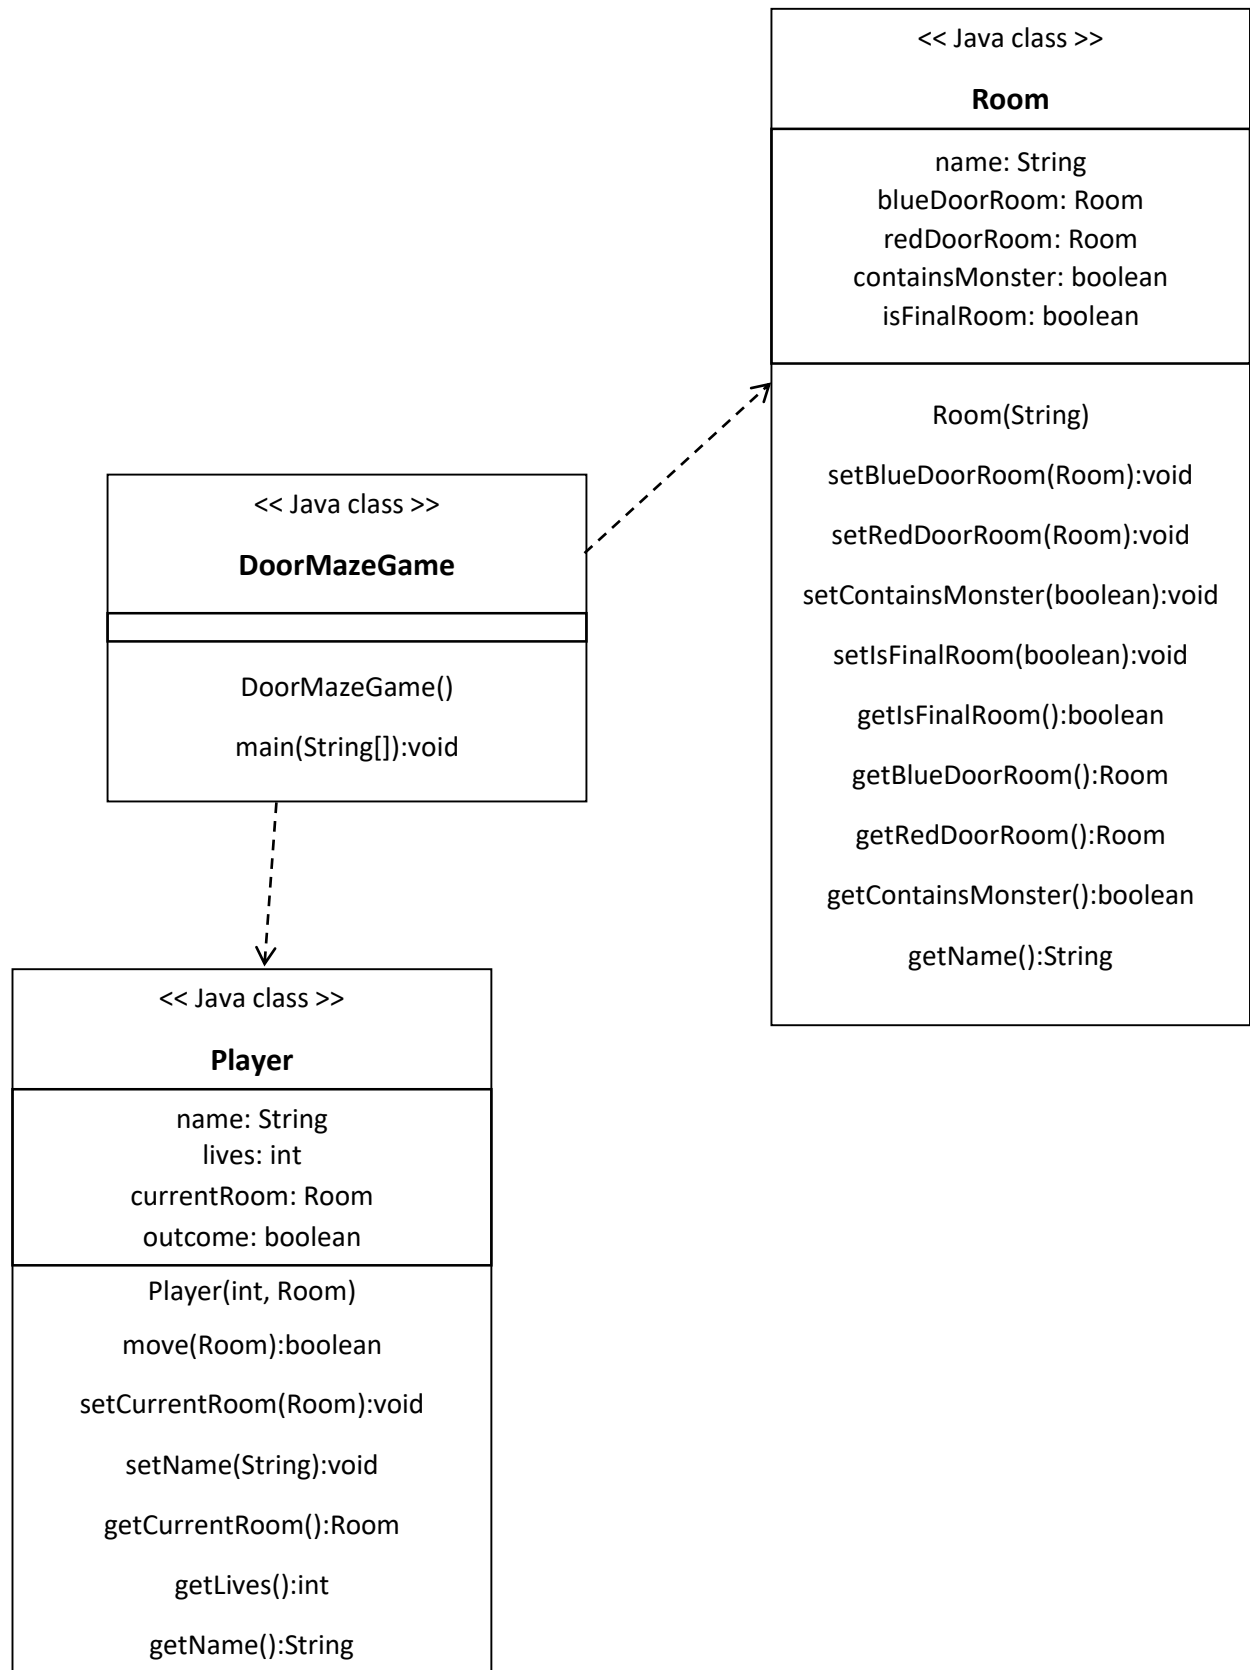 << Java class >>
Room
name: String
blueDoorRoom: Room
redDoorRoom: Room
containsMonster: boolean
isFinalRoom: boolean
Room(String)
setBlueDoorRoom(Room):void
setRedDoorRoom(Room):void
setContainsMonster(boolean):void
setIsFinalRoom(boolean):void
getIsFinalRoom():boolean
getBlueDoorRoom():Room
getRedDoorRoom():Room
getContainsMonster():boolean
getName():String
<< Java class >>
DoorMazeGame
DoorMazeGame()
main(String[]):void
<< Java class >>
Player
name: String
lives: int
currentRoom: Room
outcome: boolean
Player(int, Room)
move(Room):boolean
setCurrentRoom(Room):void
setName(String):void
getCurrentRoom():Room
getLives():int
getName():String